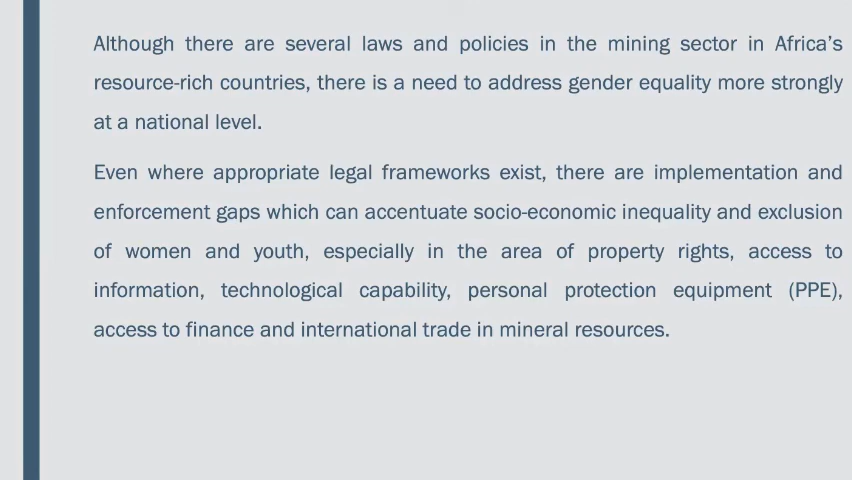 Although there are several laws and policies in the mining sector in Africa’s
resource-rich countries, there is a need to address gender equality more strongly
at a national level.
Even where appropriate legal frameworks exist, there are implementation and
enforcement gaps which can accentuate socio-economic inequality and exclusion
of women and youth, especially in the area of property rights, access to
information, technological capability, personal protection equipment (PPE),
access to finance and international trade in mineral resources.